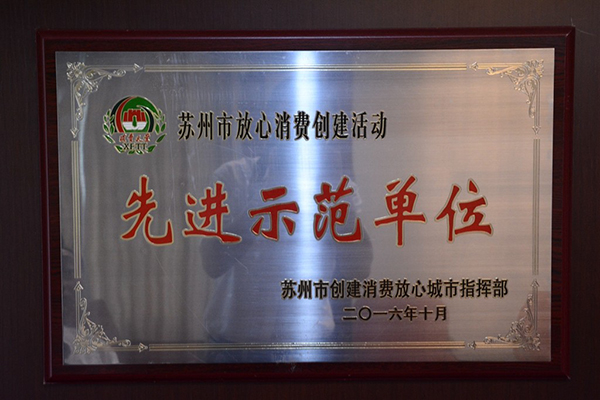 苏州市放心消费创建活动
先进示范单位
苏州市创建消费放心城市指挥部
二〇一六年十月